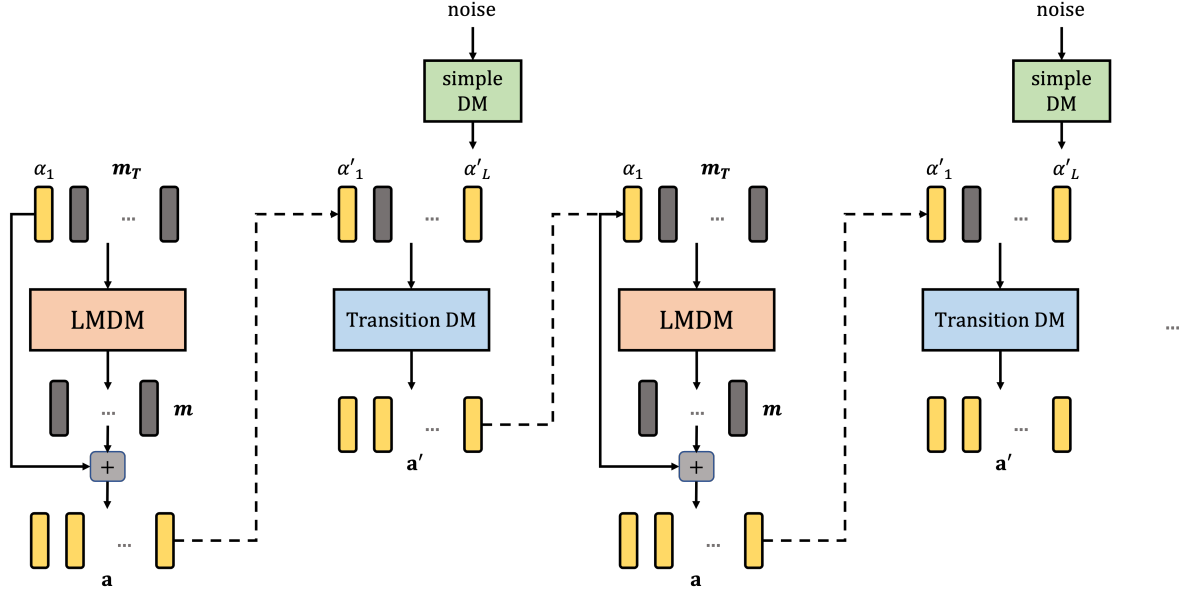 noise
noise
simple
DM
simple
DM
α₁
𝒎_T
α′₁
α′_L
α₁
𝒎_T
α′₁
α′_L
...
...
...
...
LMDM
Transition DM
LMDM
Transition DM
...
...
𝒎
...
...
𝒎
...
+
𝐚′
+
𝐚′
...
...
𝐚
𝐚